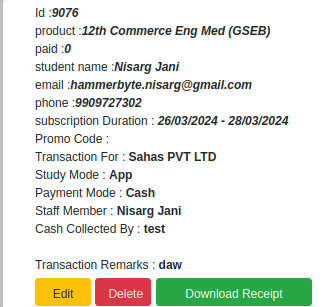 Id :9076
product :12th Commerce Eng Med (GSEB)
paid :0
student name :Nisarg Jani
email :hammerbyte.nisarg@gmail.com
phone :9909727302
subscription Duration : 26/03/2024 - 28/03/2024
Promo Code :
Transaction For : Sahas PVT LTD
Study Mode : App
Payment Mode : Cash
Staff Member : Nisarg Jani
Cash Collected By : test
Transaction Remarks : daw
Edit Delete Download Receipt